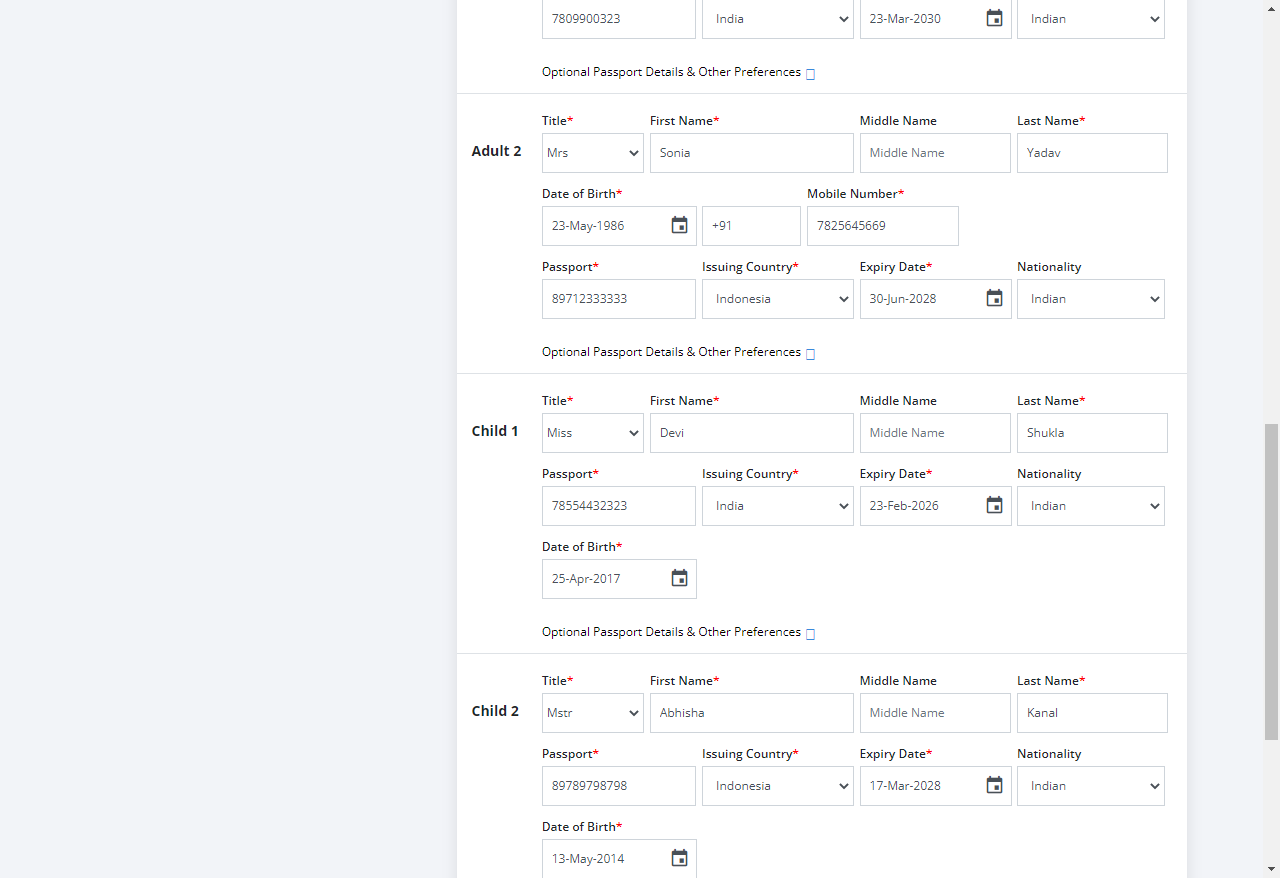 7809900323 India 23-Mar-2030 Indian
Optional Passport Details & Other Preferences
Title* First Name* Middle Name Last Name*
Adult 2 Mrs Sonia Middle Name Yadav
Date of Birth* Mobile Number*
23-May-1986 +91 7825645669
Passport* Issuing Country* Expiry Date* Nationality
89712333333 Indonesia 30-Jun-2028 Indian
Optional Passport Details & Other Preferences
Title* First Name* Middle Name Last Name*
Child 1 Miss Devi Middle Name Shukla
Passport* Issuing Country* Expiry Date* Nationality
78554432323 India 23-Feb-2026 Indian
Date of Birth*
25-Apr-2017
Optional Passport Details & Other Preferences
Title* First Name* Middle Name Last Name*
Child 2 Mstr Abhisha Middle Name Kanal
Passport* Issuing Country* Expiry Date* Nationality
89789798798 Indonesia 17-Mar-2028 Indian
Date of Birth*
13-May-2014